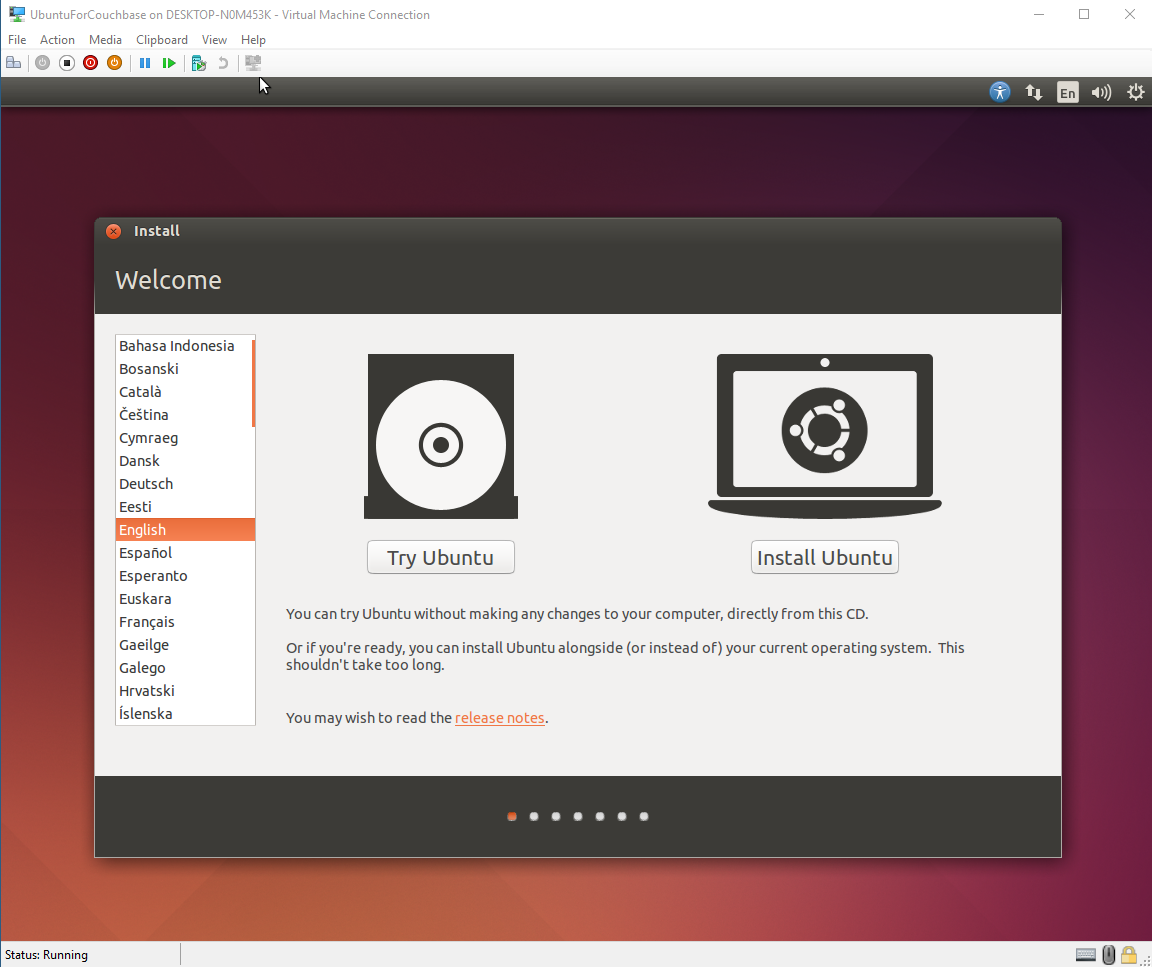 UbuntuForCouchbase on DESKTOP-N0M453K - Virtual Machine Connection
File Action Media Clipboard View Help
En
Install
Welcome
Bahasa Indonesia
Bosanski
Català
Čeština
Cymraeg
Dansk
Deutsch
Eesti
English
Español
Esperanto
Euskara
Français
Gaeilge
Galego
Hrvatski
Íslenska
Try Ubuntu
Install Ubuntu
You can try Ubuntu without making any changes to your computer, directly from this CD.
Or if you're ready, you can install Ubuntu alongside (or instead of) your current operating system. This
shouldn't take too long.
You may wish to read the release notes.
Status: Running